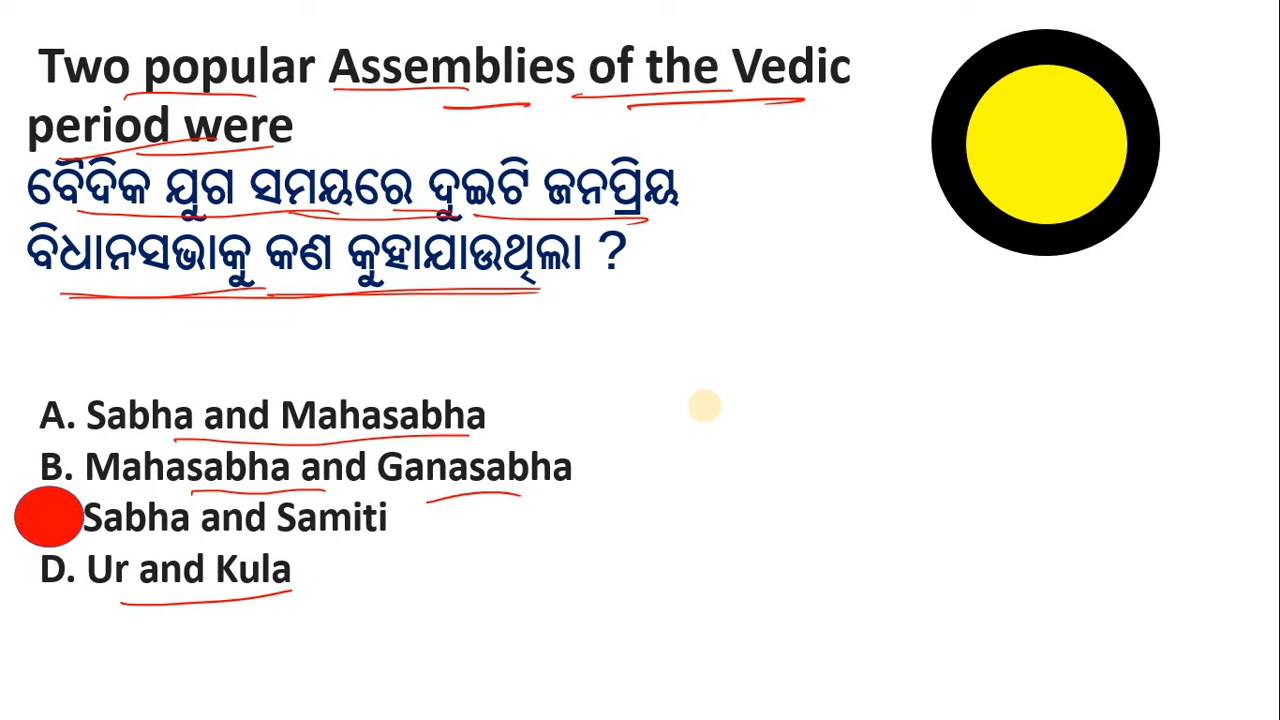 Two popular Assemblies of the Vedic
period were
ବୈଦିକ ଯୁଗ ସମୟରେ ଦୁଇଟି ଜନପ୍ରିୟ
ବିଧାନସଭାକୁ କଣ କୁହାଯାଉଥିଲା ?
A. Sabha and Mahasabha
B. Mahasabha and Ganasabha
Sabha and Samiti
D. Ur and Kula